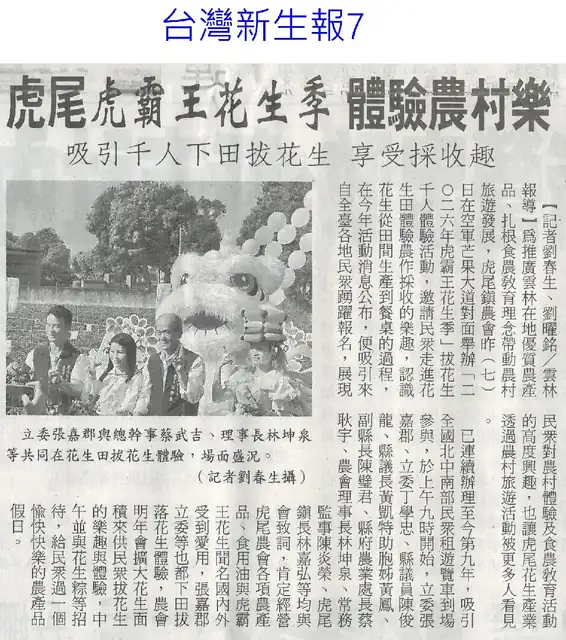 台灣新生報7
虎尾虎霸王花生季 體驗農村樂
吸引千人下田拔花生 享受採收趣
【記者劉春生、劉曜銘／雲林
報導】為推廣雲林在地優質農產
品、扎根食農教育理念帶動農村
旅遊發展，虎尾鎮農會昨（七）
日在空軍芒果大道對面舉辦「二
〇二六年虎霸王花生季」拔花生
千人體驗活動，邀請民眾走進花
生田體驗農作採收的樂趣，認識
花生從田間生產到餐桌的過程，
在今年活動消息公布，便吸引來
自全臺各地民眾踴躍報名，展現
民眾對農村體驗及食農教育活動
的高度興趣，也讓虎尾花生產業
透過農村旅遊活動被更多人看見
。
已連續辦理至今第九年，吸引
全國北中南部民眾租遊覽車到場
參與，於上午九時開始，立委張
嘉郡、立委丁學忠、縣議員陳俊
龍、縣議員黃凱特助胞姊黃鳳、
副縣長陳璧君、縣府農業處長蔡
耿宇、農會理事長林坤泉、常務
監事陳炎榮、虎尾
鎮長林嘉弘等均與
會致詞，肯定經營
虎尾農會各項農產
品、食用油與虎霸
王花生聞名國內外
受到愛用，張嘉郡
立委等也都下田拔
落花生體驗，農會
明年會擴大花生面
積來供民眾拔花生
的樂趣與體驗，中
午並與花生粽等招
待，給民眾過一個
愉快快樂的農產品
假日。
立委張嘉郡與總幹事蔡武吉、理事長林坤泉
等共同在花生田拔花生體驗，場面盛況。
（記者劉春生攝）